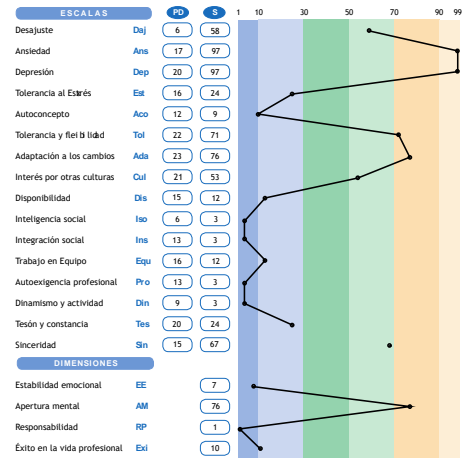 ESCALAS PD S 1 10 30 50 70 90 99
Desajuste Daj 6 58
Ansiedad Ans 17 97
Depresión Dep 20 97
Tolerancia al Estrés Est 16 24
Autoconcepto Aco 12 9
Tolerancia y flei bi lidad Tol 22 71
Adaptación a los cambios Ada 23 76
Interés por otras culturas Cul 21 53
Disponibilidad Dis 15 12
Inteligencia social Iso 6 3
Integración social Ins 13 3
Trabajo en Equipo Equ 16 12
Autoexigencia profesional Pro 13 3
Dinamismo y actividad Din 9 3
Tesón y constancia Tes 20 24
Sinceridad Sin 15 67
DIMENSIONES
Estabilidad emocional EE 7
Apertura mental AM 76
Responsabilidad RP 1
Éxito en la vida profesional Exi 10